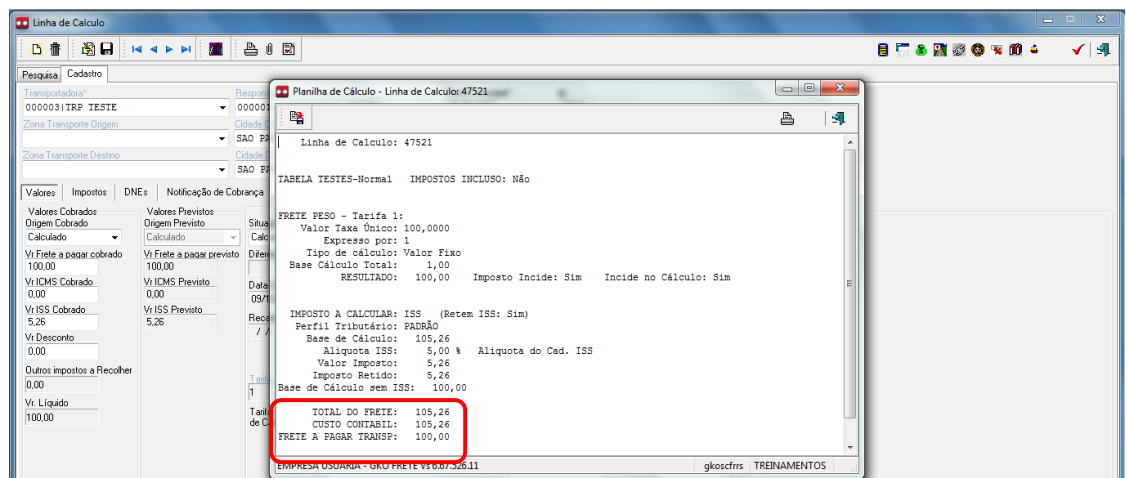 Linha de Calculo
Pesquisa Cadastro
Transportadora*
000003|TRP TESTE
Zona Transporte Origem
SAO PA
Zona Transporte Destino
SAO PA
Valores Impostos DNEs Notificação de Cobrança
Valores Cobrados Valores Previstos
Origem Cobrado Origem Previsto
Calculado Calculado
Vr Frete a pagar cobrado Vr Frete a pagar previsto
100,00 100,00
Vr ICMS Cobrado Vr ICMS Previsto Data
0,00 0,00
Vr ISS Cobrado Vr ISS Previsto
5,26 5,26
Vr Desconto
0,00
Outros impostos a Recolher
0,00
Vr. Líquido
100,00
1
de C
Planilha de Cálculo - Linha de Calculo: 47521
Linha de Calculo: 47521
TABELA TESTES-Normal IMPOSTOS INCLUSO: Não
FRETE PESO - Tarifa 1:
Valor Taxa Único: 100,0000
Expresso por: 1
Tipo de cálculo: Valor Fixo
Base Cálculo Total: 1,00
RESULTADO: 100,00 Imposto Incide: Sim Incide no Cálculo: Sim
IMPOSTO A CALCULAR: ISS (Retem ISS: Sim)
Perfil Tributário: PADRÃO
Base de Cálculo: 105,26
Aliquota ISS: 5,00 % Aliquota do Cad. ISS
Valor Imposto: 5,26
Imposto Retido: 5,26
Base de Cálculo sem ISS: 100,00
TOTAL DO FRETE: 105,26
CUSTO CONTABIL: 105,26
FRETE A PAGAR TRANSP: 100,00
EMPRESA USUARIA - GKO FRETE Vs 6.67.326.11 gkoscfrrs TREINAMENTOS